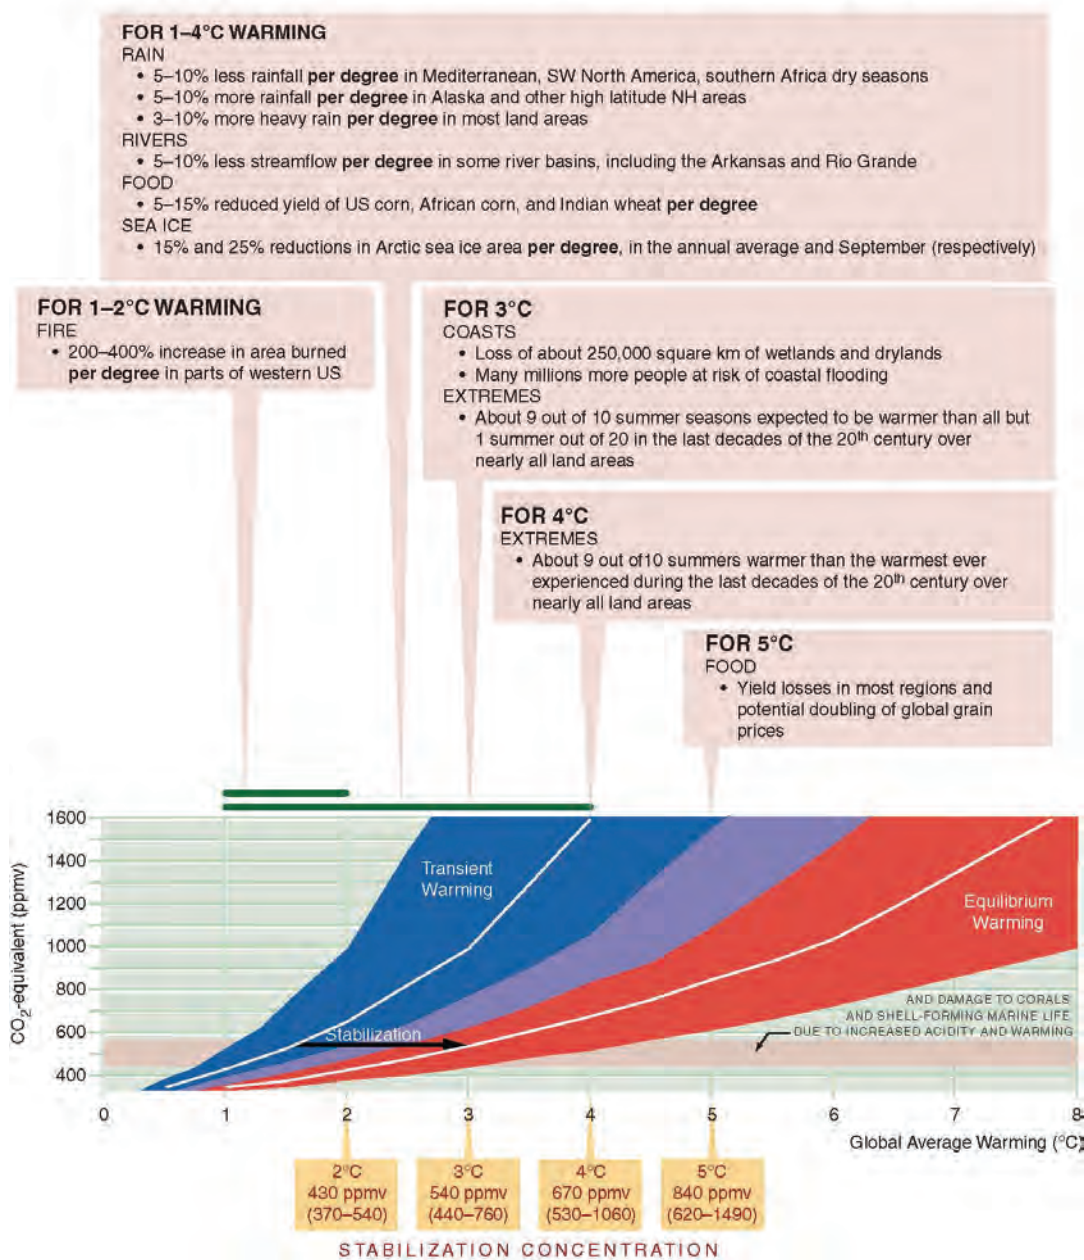 FOR 1–4°C WARMING
RAIN
• 5–10% less rainfall per degree in Mediterranean, SW North America, southern Africa dry seasons
• 5–10% more rainfall per degree in Alaska and other high latitude NH areas
• 3–10% more heavy rain per degree in most land areas
RIVERS
• 5–10% less streamflow per degree in some river basins, including the Arkansas and Rio Grande
FOOD
• 5–15% reduced yield of US corn, African corn, and Indian wheat per degree
SEA ICE
• 15% and 25% reductions in Arctic sea ice area per degree, in the annual average and September (respectively)
FOR 1–2°C WARMING
FIRE
• 200–400% increase in area burned
per degree in parts of western US
FOR 3°C
COASTS
• Loss of about 250,000 square km of wetlands and drylands
• Many millions more people at risk of coastal flooding
EXTREMES
• About 9 out of 10 summer seasons expected to be warmer than all but
1 summer out of 20 in the last decades of the 20th century over
nearly all land areas
FOR 4°C
EXTREMES
• About 9 out of10 summers warmer than the warmest ever
experienced during the last decades of the 20th century over
nearly all land areas
FOR 5°C
FOOD
• Yield losses in most regions and
potential doubling of global grain
prices
CO2-equivalent (ppmv)
1600
1400
1200
1000
800
600
400
Transient
Warming
Equilibrium
Warming
Stabilization
AND DAMAGE TO CORALS
AND SHELL-FORMING MARINE LIFE
DUE TO INCREASED ACIDITY AND WARMING
0 1 2 3 4 5 6 7 8
Global Average Warming (°C)
2°C
430 ppmv
(370–540)
3°C
540 ppmv
(440–760)
4°C
670 ppmv
(530–1060)
5°C
840 ppmv
(620–1490)
STABILIZATION CONCENTRATION